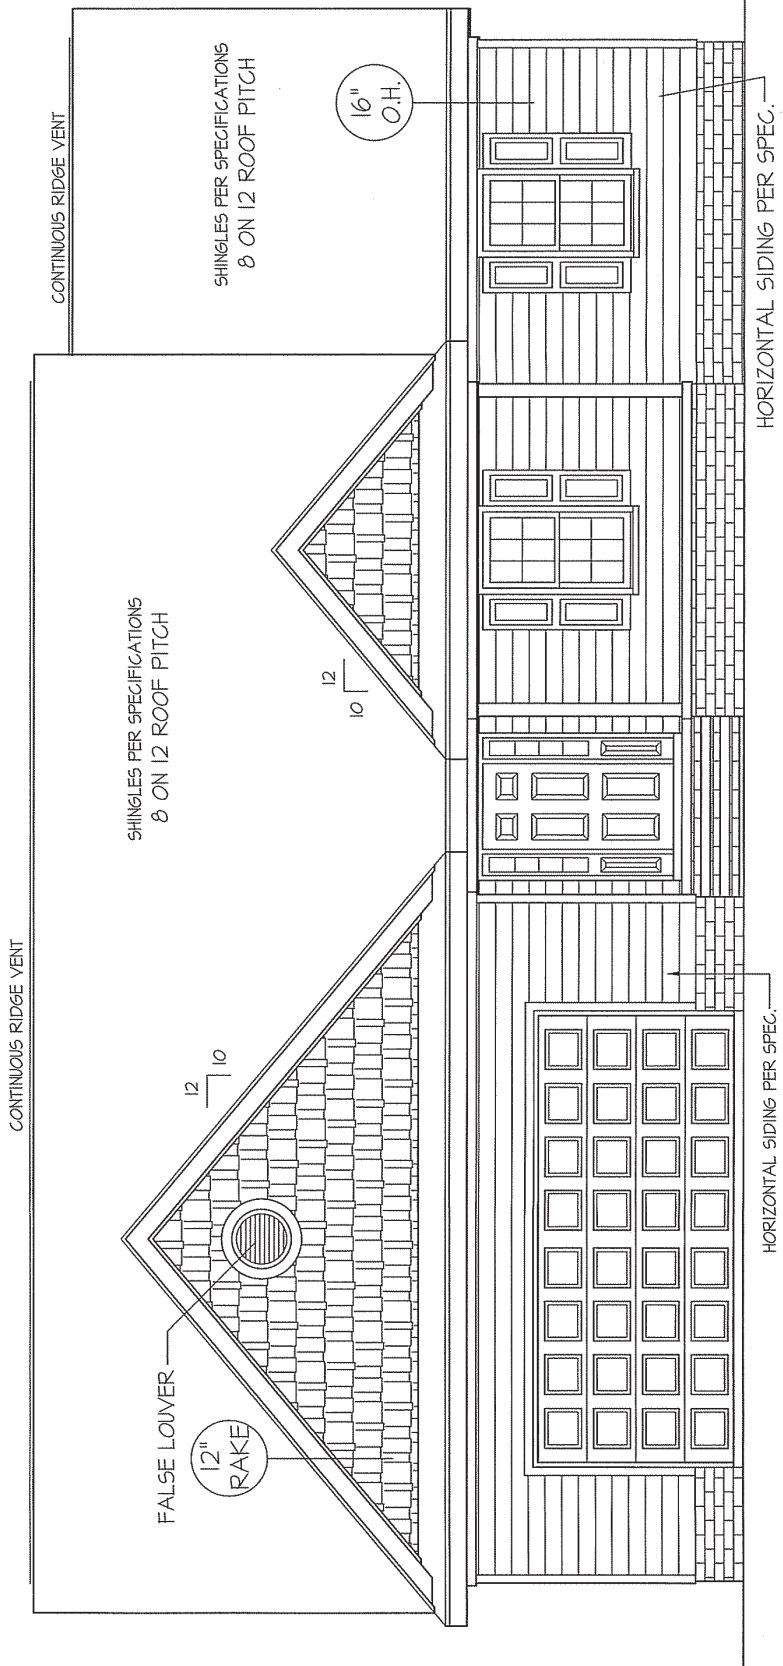 CONTINUOUS RIDGE VENT
CONTINUOUS RIDGE VENT
SHINGLES PER SPECIFICATIONS
8 ON 12 ROOF PITCH
SHINGLES PER SPECIFICATIONS
8 ON 12 ROOF PITCH
FALSE LOUVER
12"
RAKE
12
10
12
10
16"
O.H.
HORIZONTAL SIDING PER SPEC.
HORIZONTAL SIDING PER SPEC.